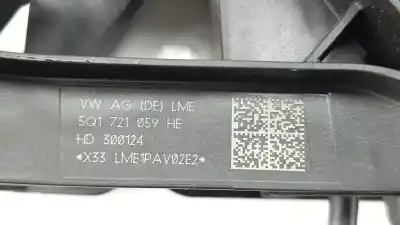 VW AG (DE) LME
5Q1 721 059 HE
HD 300124
*X33 LME1PAV02E2*